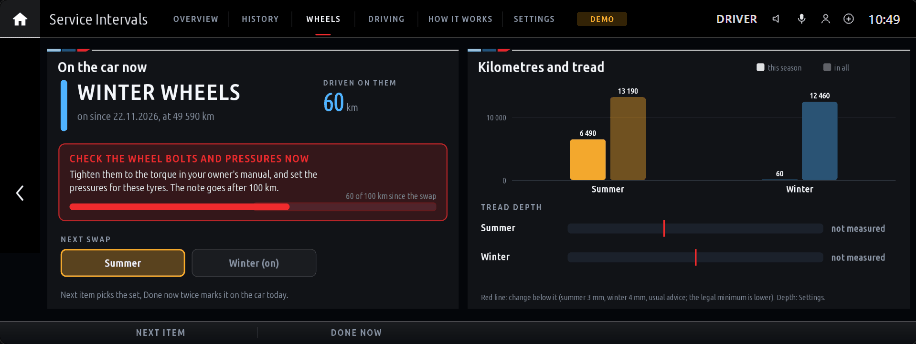 Service Intervals
OVERVIEW
HISTORY
WHEELS
DRIVING
HOW IT WORKS
SETTINGS
DEMO
DRIVER
10:49
On the car now
WINTER WHEELS
on since 22.11.2026, at 49 590 km
DRIVEN ON THEM
60 km
CHECK THE WHEEL BOLTS AND PRESSURES NOW
Tighten them to the torque in your owner's manual, and set the
pressures for these tyres. The note goes after 100 km.
60 of 100 km since the swap
NEXT SWAP
Summer
Winter (on)
Next item picks the set, Done now twice marks it on the car today.
Kilometres and tread
this season
in all
10 000
0
6 490
13 190
60
12 460
Summer
Winter
TREAD DEPTH
Summer
not measured
Winter
not measured
Red line: change below it (summer 3 mm, winter 4 mm, usual advice; the legal minimum is lower) Depth: Settings.
NEXT ITEM
DONE NOW